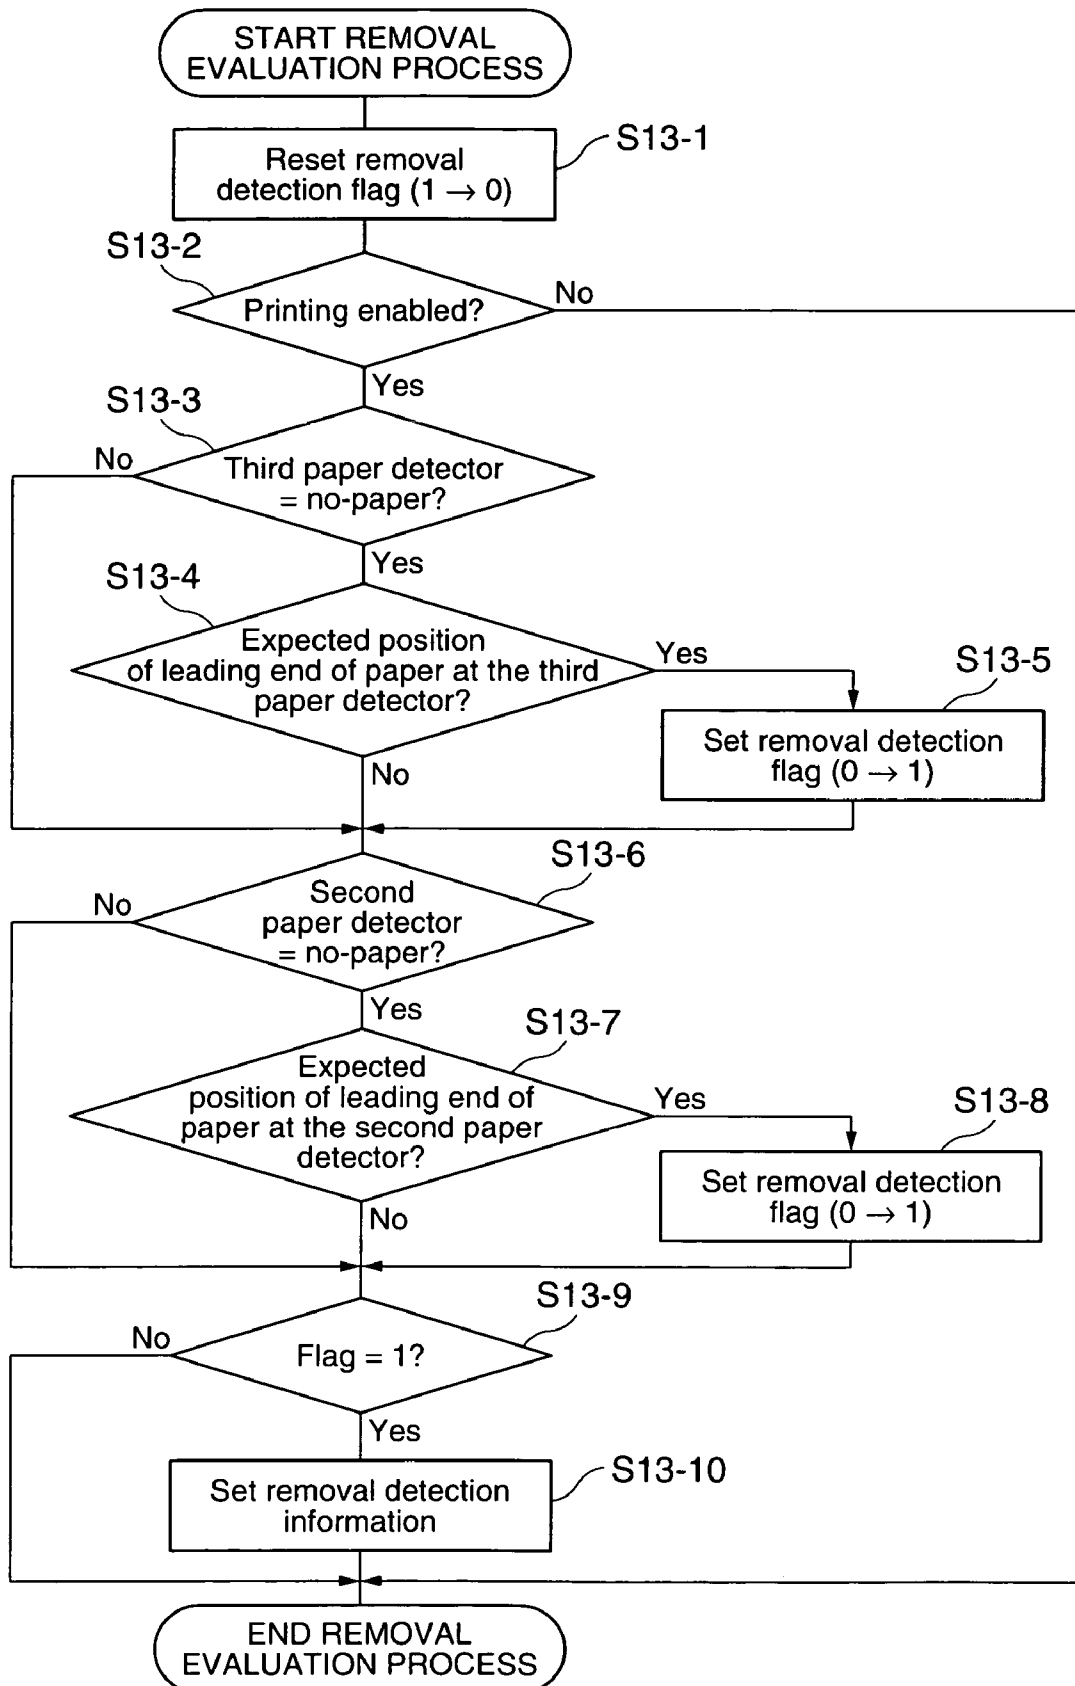 START REMOVAL
EVALUATION PROCESS
S13-1
Reset removal
detection flag (1 → 0)
S13-2
Printing enabled?
No
Yes
S13-3
No
Third paper detector
= no-paper?
Yes
S13-4
Expected position
of leading end of paper at the third
paper detector?
Yes
S13-5
Set removal detection
flag (0 → 1)
No
S13-6
No
Second
paper detector
= no-paper?
Yes
S13-7
Expected
position of leading end of
paper at the second paper
detector?
Yes
S13-8
Set removal detection
flag (0 → 1)
No
S13-9
No
Flag = 1?
Yes
S13-10
Set removal detection
information
END REMOVAL
EVALUATION PROCESS